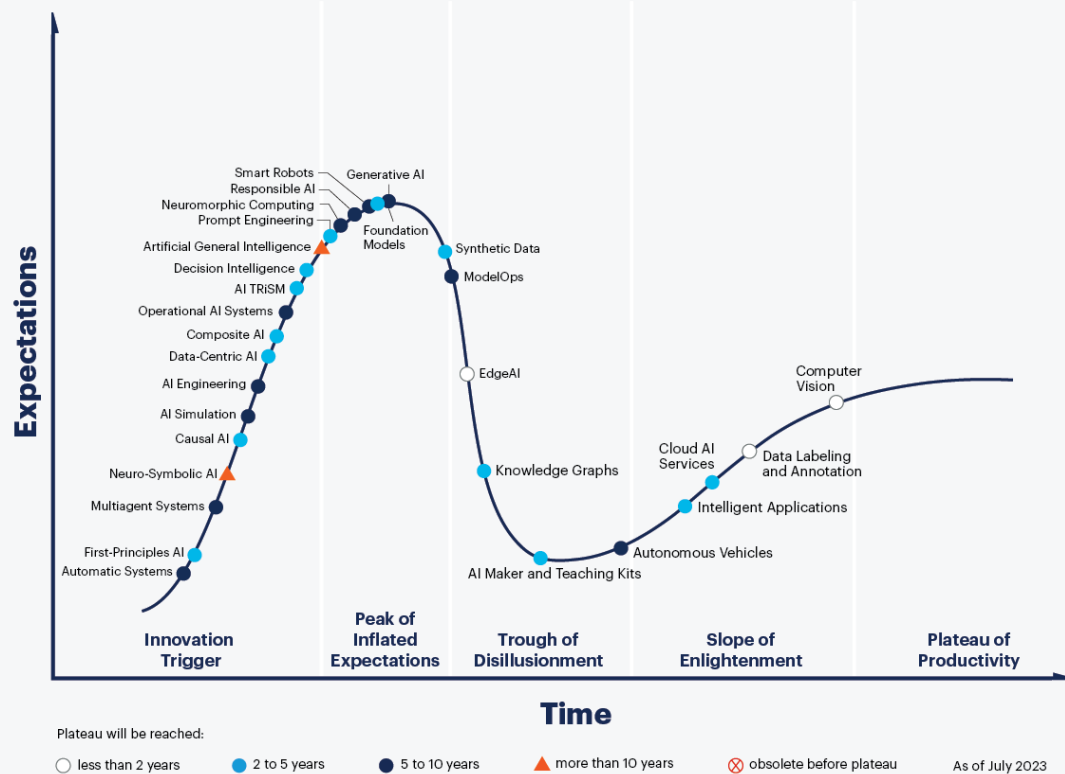 Expectations
Smart Robots
Generative AI
Responsible AI
Neuromorphic Computing
Prompt Engineering
Foundation
Models
Artificial General Intelligence
Synthetic Data
Decision Intelligence
ModelOps
AI TRiSM
Operational AI Systems
Composite AI
Data-Centric AI
EdgeAI
AI Engineering
Computer
Vision
AI Simulation
Causal AI
Cloud AI
Services
Data Labeling
and Annotation
Neuro-Symbolic AI
Knowledge Graphs
Multiagent Systems
Intelligent Applications
First-Principles AI
Autonomous Vehicles
Automatic Systems
AI Maker and Teaching Kits
Innovation
Trigger
Peak of
Inflated
Expectations
Trough of
Disillusionment
Slope of
Enlightenment
Plateau of
Productivity
Time
Plateau will be reached:
less than 2 years
2 to 5 years
5 to 10 years
more than 10 years
obsolete before plateau
As of July 2023